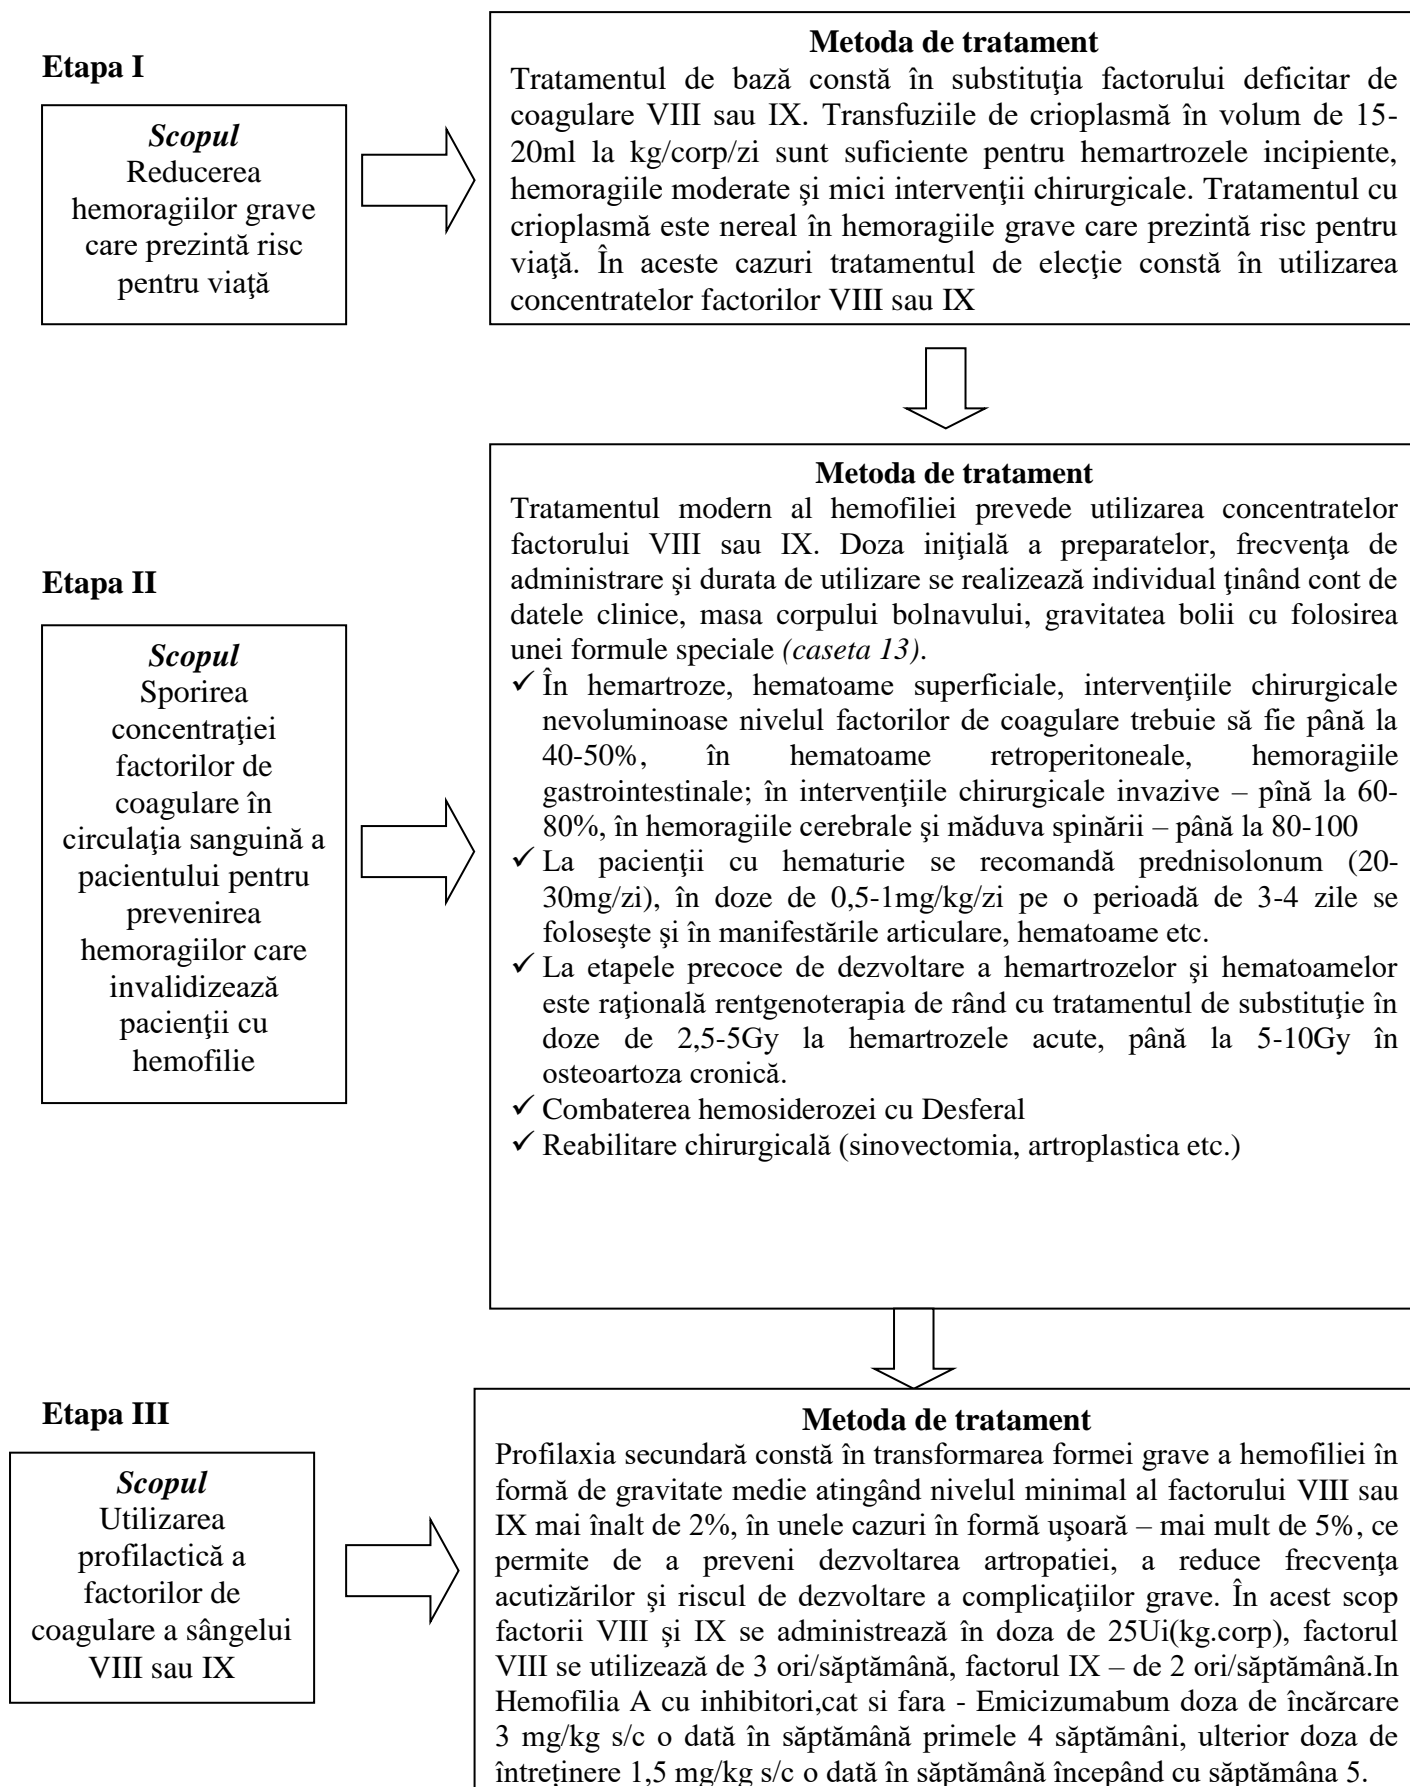 Etapa I
Scopul
Reducerea
hemoragiilor grave
care prezintă risc
pentru viaţă
Metoda de tratament
Tratamentul de bază constă în substituţia factorului deficitar de
coagulare VIII sau IX. Transfuziile de crioplasmă în volum de 15-
20ml la kg/corp/zi sunt suficiente pentru hemartrozele incipiente,
hemoragiile moderate şi mici intervenţii chirurgicale. Tratamentul cu
crioplasmă este nereal în hemoragiile grave care prezintă risc pentru
viaţă. În aceste cazuri tratamentul de elecţie constă în utilizarea
concentratelor factorilor VIII sau IX
Etapa II
Scopul
Sporirea
concentraţiei
factorilor de
coagulare în
circulaţia sanguină a
pacientului pentru
prevenirea
hemoragiilor care
invalidizează
pacienţii cu
hemofilie
Metoda de tratament
Tratamentul modern al hemofiliei prevede utilizarea concentratelor
factorului VIII sau IX. Doza iniţială a preparatelor, frecvenţa de
administrare şi durata de utilizare se realizează individual ţinând cont de
datele clinice, masa corpului bolnavului, gravitatea bolii cu folosirea
unei formule speciale (caseta 13).
✓ În hemartroze, hematoame superficiale, intervenţiile chirurgicale
nevoluminoase nivelul factorilor de coagulare trebuie să fie până la
40-50%, în hematoame retroperitoneale, hemoragiile
gastrointestinale; în intervenţiile chirurgicale invazive – pînă la 60-
80%, în hemoragiile cerebrale şi măduva spinării – până la 80-100
✓ La pacienţii cu hematurie se recomandă prednisolonum (20-
30mg/zi), în doze de 0,5-1mg/kg/zi pe o perioadă de 3-4 zile se
foloseşte şi în manifestările articulare, hematoame etc.
✓ La etapele precoce de dezvoltare a hemartrozelor şi hematoamelor
este raţională rentgenoterapia de rând cu tratamentul de substituţie în
doze de 2,5-5Gy la hemartrozele acute, până la 5-10Gy în
osteoartoza cronică.
✓ Combaterea hemosiderozei cu Desferal
✓ Reabilitare chirurgicală (sinovectomia, artroplastica etc.)
Etapa III
Scopul
Utilizarea
profilactică a
factorilor de
coagulare a sângelui
VIII sau IX
Metoda de tratament
Profilaxia secundară constă în transformarea formei grave a hemofiliei în
formă de gravitate medie atingând nivelul minimal al factorului VIII sau
IX mai înalt de 2%, în unele cazuri în formă uşoară – mai mult de 5%, ce
permite de a preveni dezvoltarea artropatiei, a reduce frecvenţa
acutizărilor şi riscul de dezvoltare a complicaţiilor grave. În acest scop
factorii VIII şi IX se administrează în doza de 25Ui(kg.corp), factorul
VIII se utilizează de 3 ori/săptămână, factorul IX – de 2 ori/săptămână.In
Hemofilia A cu inhibitori,cat si fara - Emicizumabum doza de încărcare
3 mg/kg s/c o dată în săptămână primele 4 săptămâni, ulterior doza de
întreținere 1,5 mg/kg s/c o dată în săptămână începând cu săptămâna 5.